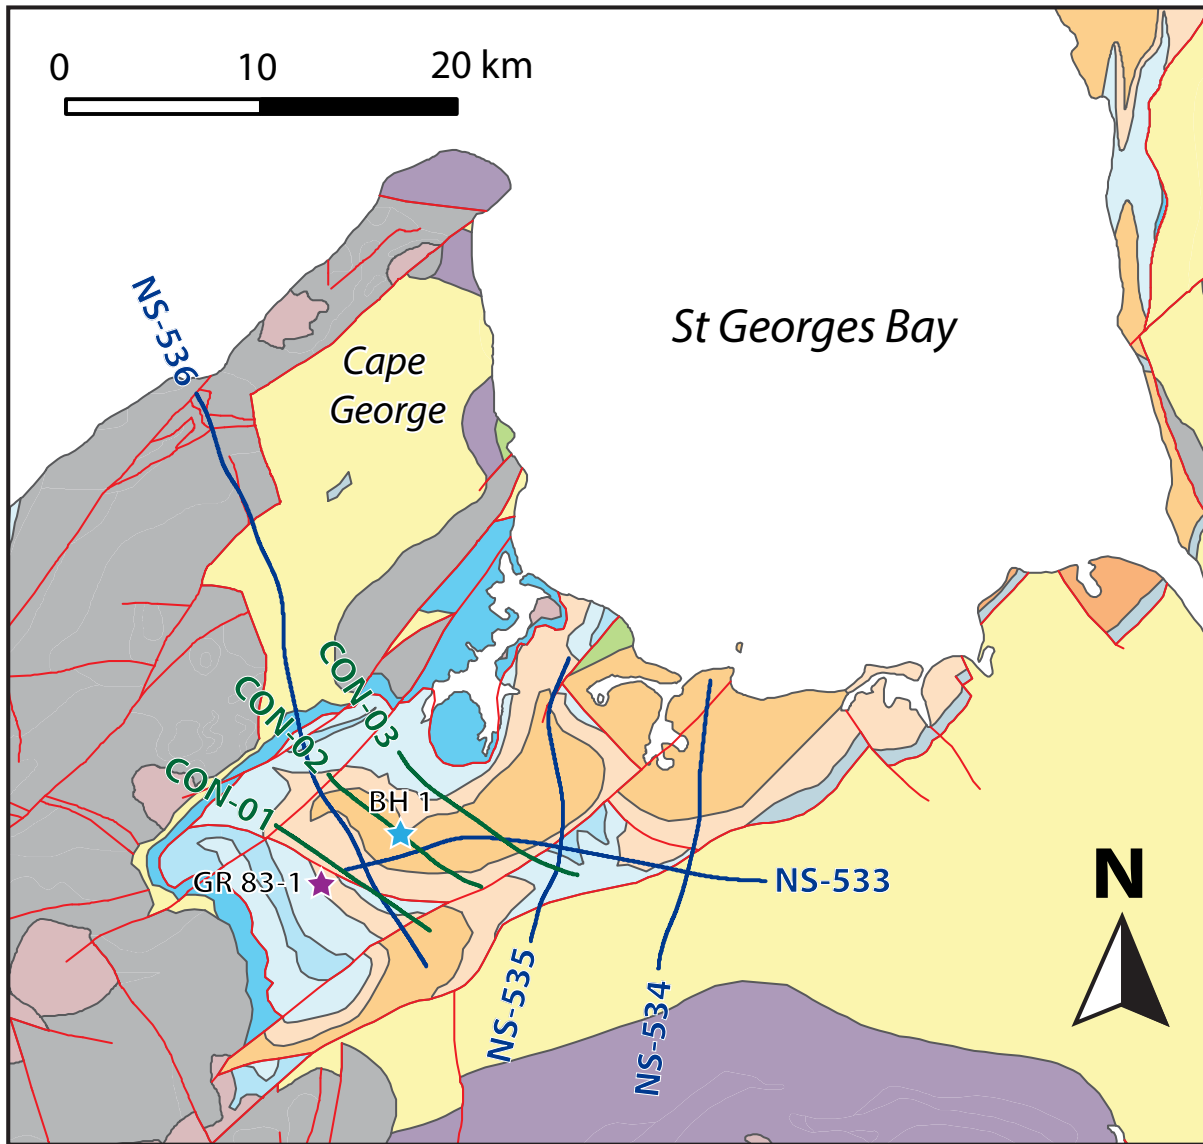 0 10 20 km
NS-536
St Georges Bay
Cape
George
CON-03
CON-02
CON-01
BH 1
GR 83-1
NS-533
N
NS-535
NS-534